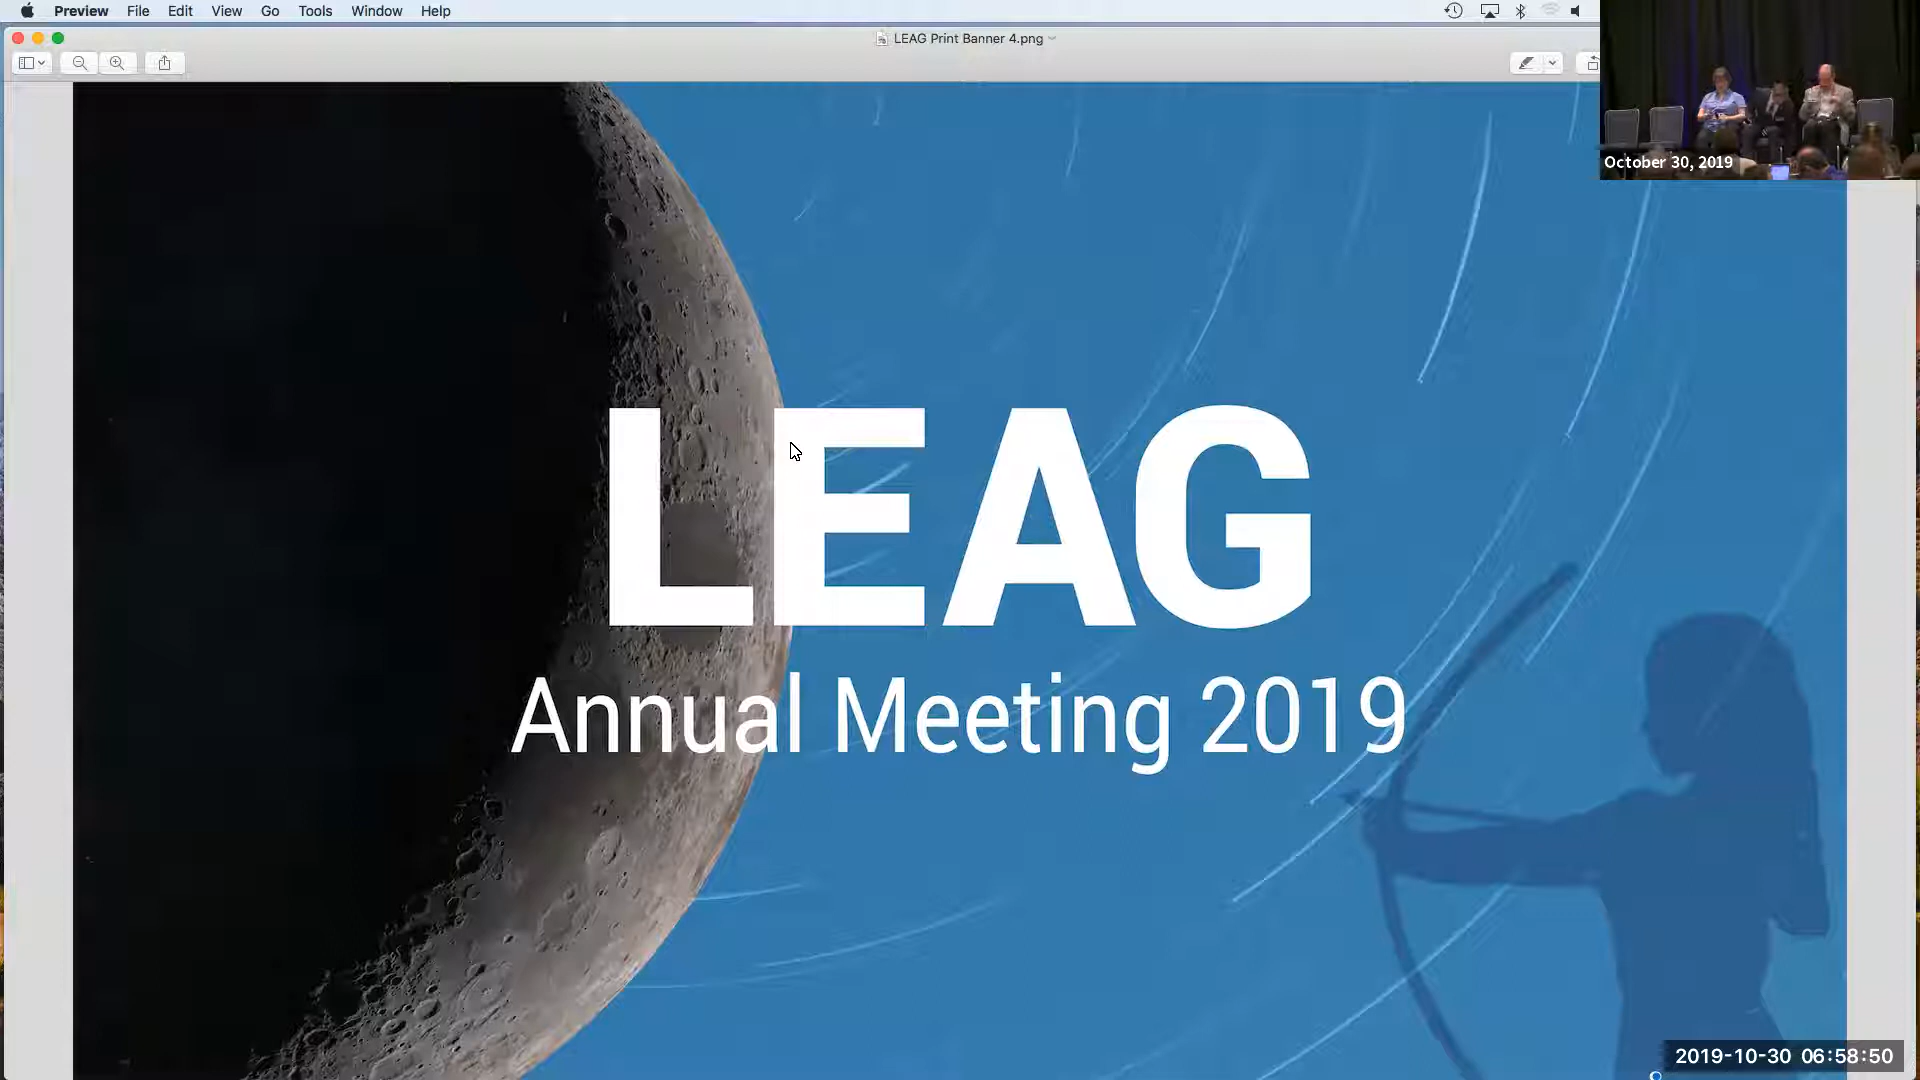 Preview File Edit View Go Tools Window Help
LEAG Print Banner 4.png
October 30, 2019
LEAG
Annual Meeting 2019
2019-10-30 06:58:50